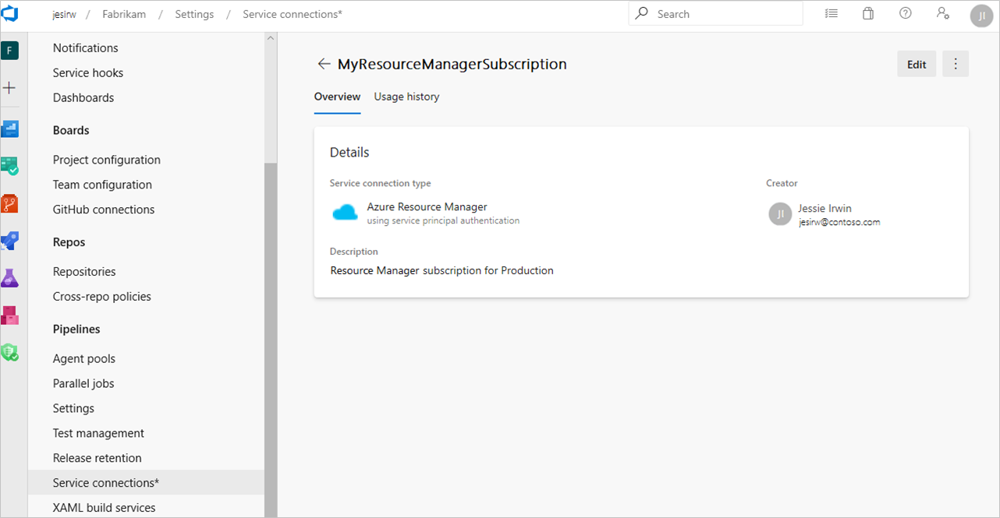 jesirw / Fabrikam / Settings / Service connections*
Search
JI
F
Notifications
Service hooks
Dashboards
Boards
Project configuration
Team configuration
GitHub connections
Repos
Repositories
Cross-repo policies
Pipelines
Agent pools
Parallel jobs
Settings
Test management
Release retention
Service connections*
XAML build services
MyResourceManagerSubscription
Edit
Overview
Usage history
Details
Service connection type
Azure Resource Manager
using service principal authentication
Creator
JI
Jessie Irwin
jesirw@contoso.com
Description
Resource Manager subscription for Production